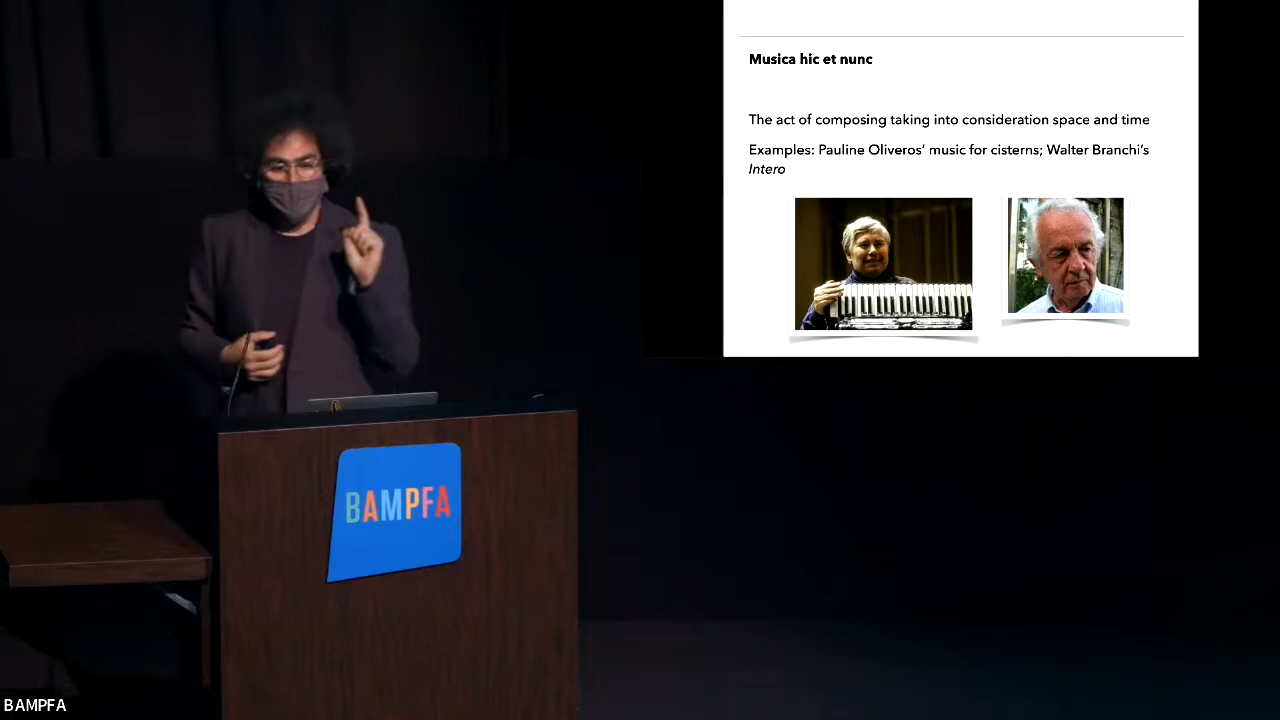 Musica hic et nunc
The act of composing taking into consideration space and time
Examples: Pauline Oliveros’ music for cisterns; Walter Branchi’s
Intero
BAMPFA
BAMPFA